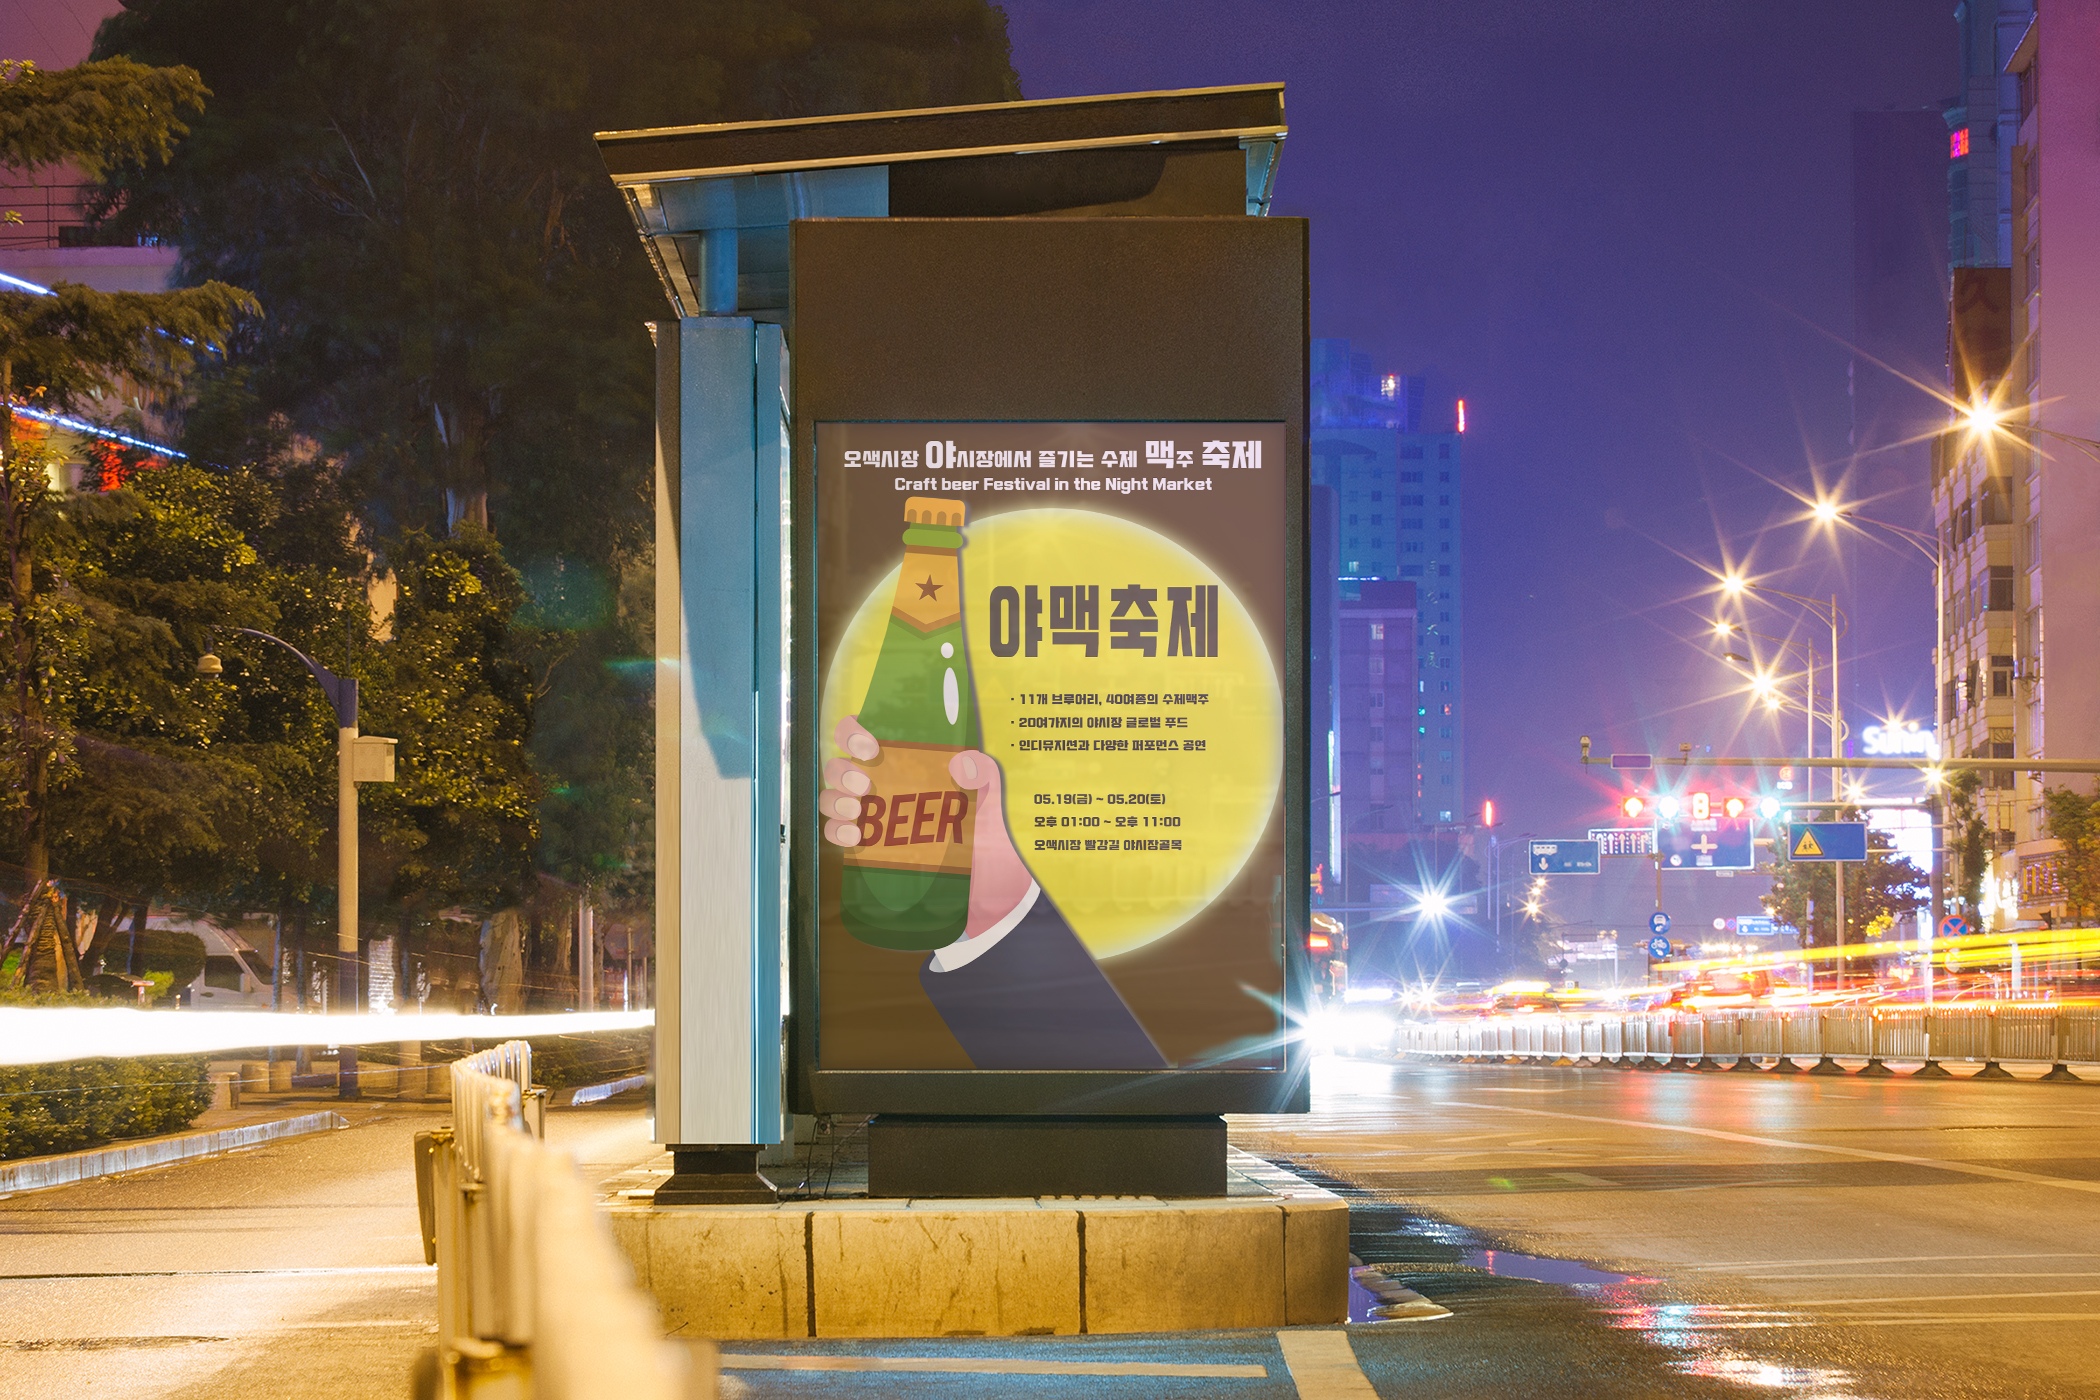 오색시장 야시장에서 즐기는 수제 맥주 축제
Craft beer Festival in the Night Market
야맥축제
· 11개 브루어리, 40여종의 수제맥주
· 20여가지의 야시장 글로벌 푸드
· 인디뮤지션과 다양한 퍼포먼스 공연
BEER
05.19(금) ~ 05.20(토)
오후 01:00 ~ 오후 11:00
오색시장 빨강길 야시장골목